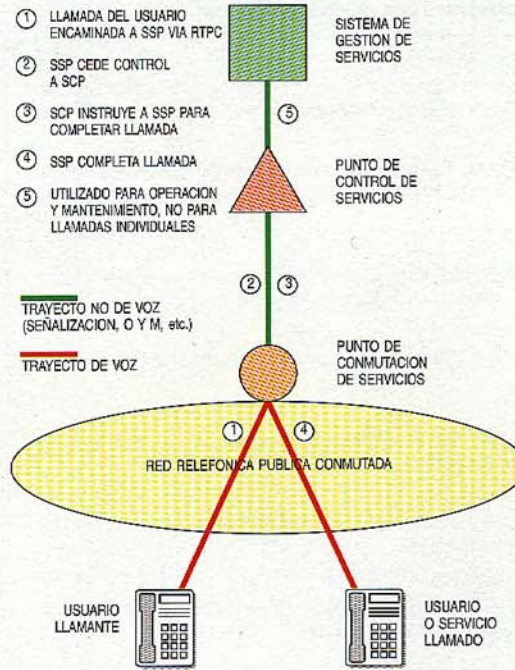 ① LLAMADA DEL USUARIO
ENCAMINADA A SSP VIA RTPC
② SSP CEDE CONTROL
A SCP
③ SCP INSTRUYE A SSP PARA
COMPLETAR LLAMADA
④ SSP COMPLETA LLAMADA
⑤ UTILIZADO PARA OPERACION
Y MANTENIMIENTO, NO PARA
LLAMADAS INDIVIDUALES
TRAYECTO NO DE VOZ
(SEÑALIZACION, O Y M, etc.)
TRAYECTO DE VOZ
SISTEMA DE
GESTIÓN DE
SERVICIOS
⑤
PUNTO DE
CONTROL DE
SERVICIOS
② ③
PUNTO DE
CONMUTACION
DE SERVICIOS
① ④
RED RELEFONICA PUBLICA CONMUTADA
USUARIO
LLAMANTE
USUARIO
O SERVICIO
LLAMADO